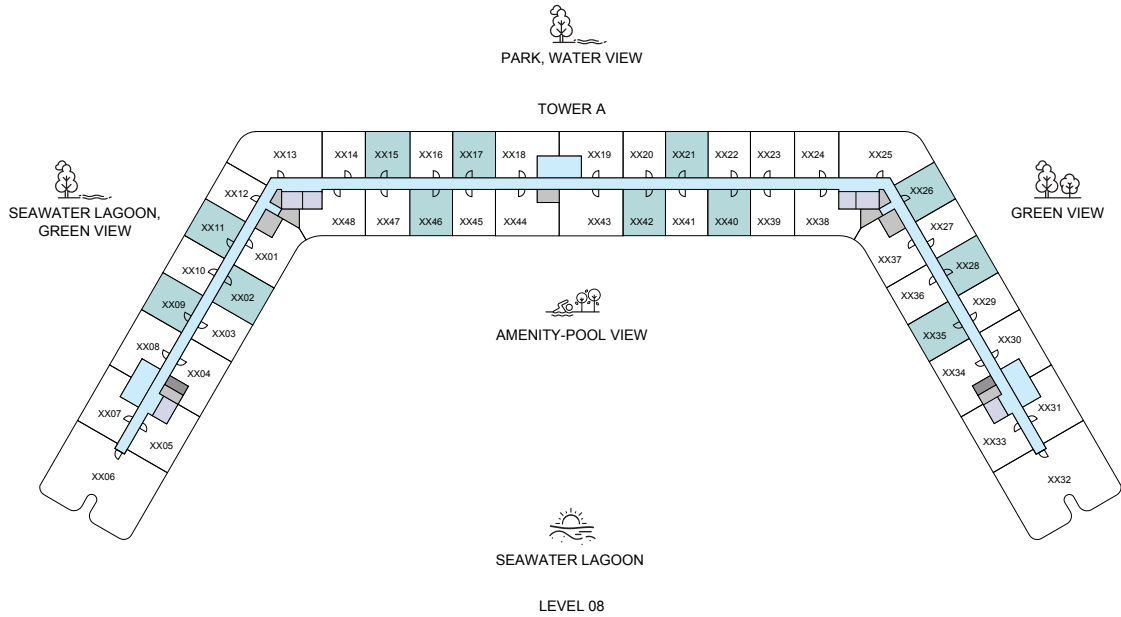 PARK, WATER VIEW
TOWER A
XX13
XX14
XX15
XX16
XX17
XX18
XX19
XX20
XX21
XX22
XX23
XX24
XX25
XX12
XX26
SEAWATER LAGOON,
GREEN VIEW
GREEN VIEW
XX48
XX47
XX46
XX45
XX44
XX43
XX42
XX41
XX40
XX39
XX38
XX11
XX27
XX01
XX37
XX10
XX28
XX02
XX36
XX09
XX29
XX03
XX35
AMENITY-POOL VIEW
XX08
XX30
XX04
XX34
XX07
XX31
XX05
XX33
XX06
XX32
SEAWATER LAGOON
LEVEL 08